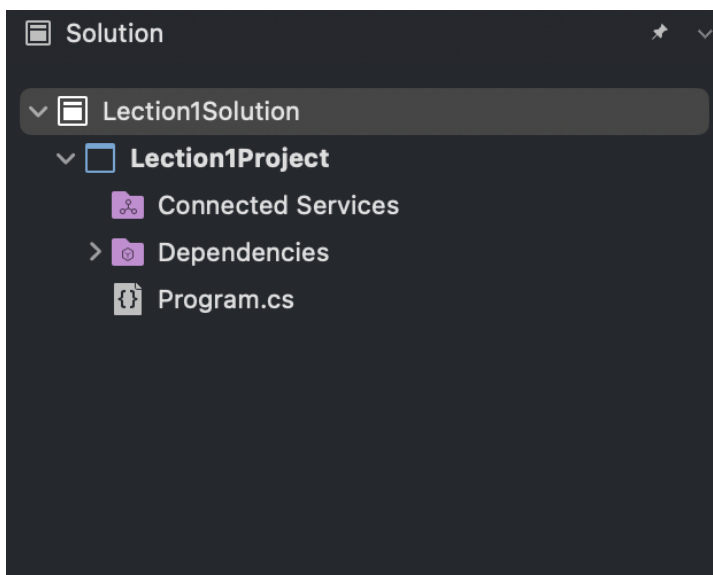 Solution
Lection1Solution
Lection1Project
Connected Services
Dependencies
{} Program.cs